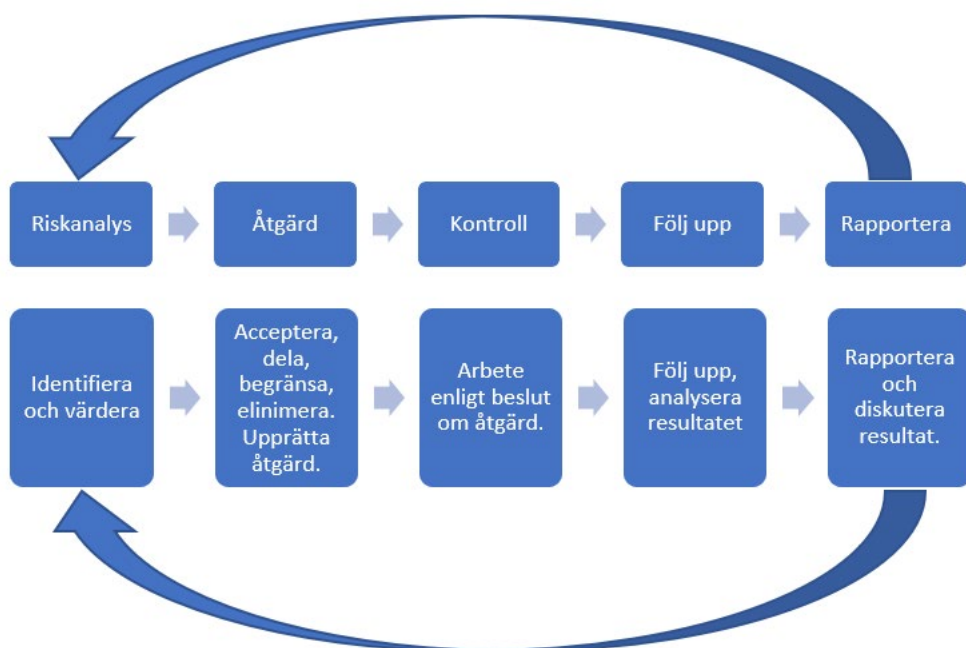 Riskanalys
Åtgärd
Kontroll
Följ upp
Rapportera
Identifiera
och värdera
Acceptera,
dela,
begränsa,
elinimera.
Upprätta
åtgärd.
Arbete
enligt beslut
om åtgärd.
Följ upp,
analysera
resultatet
Rapportera
och
diskutera
resultat.